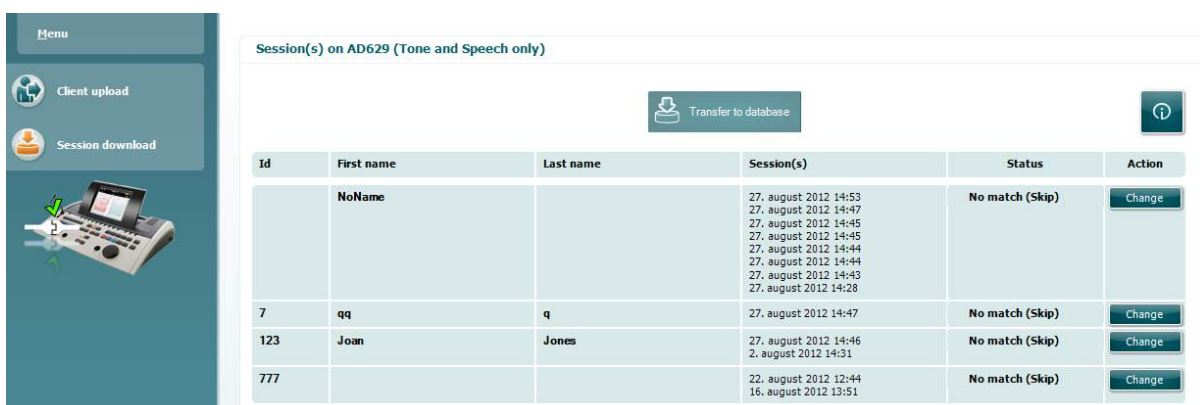 Menu
Client upload
Session download
Session(s) on AD629 (Tone and Speech only)
Transfer to database
Id First name Last name Session(s) Status Action
NoName 27. august 2012 14:53 No match (Skip) Change
27. august 2012 14:47
27. august 2012 14:45
27. august 2012 14:45
27. august 2012 14:44
27. august 2012 14:44
27. august 2012 14:43
27. august 2012 14:28
7 qq q 27. august 2012 14:47 No match (Skip) Change
123 Joan Jones 27. august 2012 14:46 No match (Skip) Change
2. august 2012 14:31
777 22. august 2012 12:44 No match (Skip) Change
16. august 2012 13:51